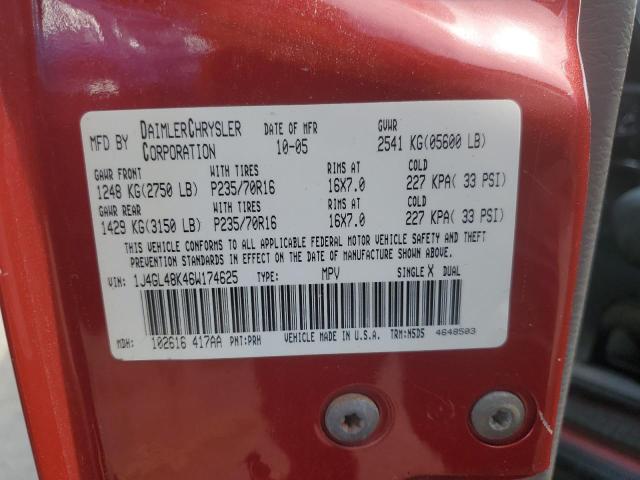 MFD BY DAIMLERCHRYSLER CORPORATION DATE OF MFR 10-05 GVWR 2541 KG(05600 LB)
GAWR FRONT WITH TIRES RIMS AT COLD
1248 KG(2750 LB) P235/70R16 16X7.0 227 KPA( 33 PSI)
GAWR REAR WITH TIRES RIMS AT COLD
1429 KG(3150 LB) P235/70R16 16X7.0 227 KPA( 33 PSI)
THIS VEHICLE CONFORMS TO ALL APPLICABLE FEDERAL MOTOR VEHICLE SAFETY AND THEFT
PREVENTION STANDARDS IN EFFECT ON THE DATE OF MANUFACTURE SHOWN ABOVE.
VIN: 1J4GL48K46W174625 TYPE: MPV SINGLE X DUAL
MDH: 102616 417AA PNT:PRH VEHICLE MADE IN U.S.A. TRM:N5D5 4648503